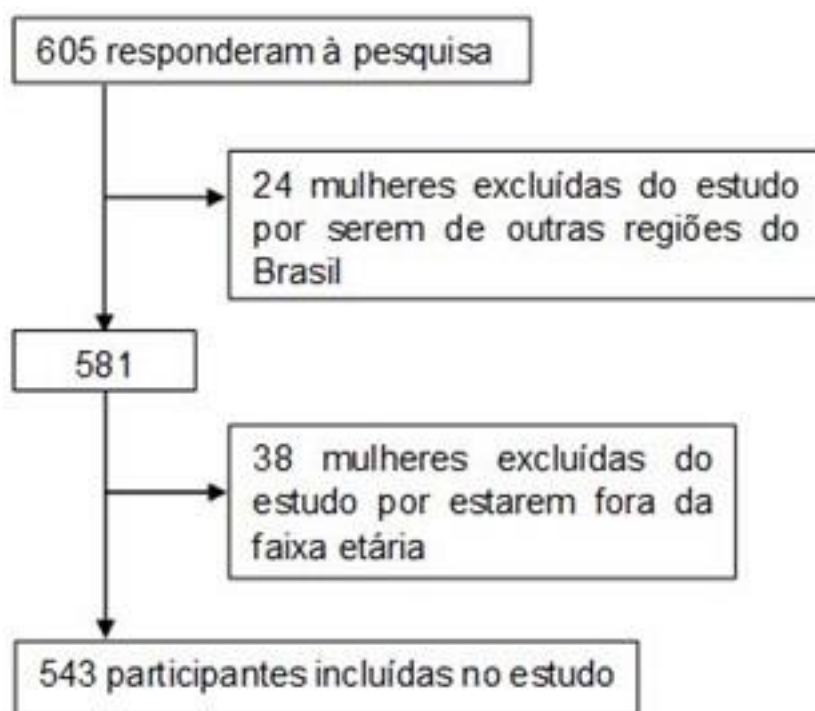 605 responderam à pesquisa
24 mulheres excluídas do estudo
por serem de outras regiões do
Brasil
581
38 mulheres excluídas do
estudo por estarem fora da
faixa etária
543 participantes incluídas no estudo